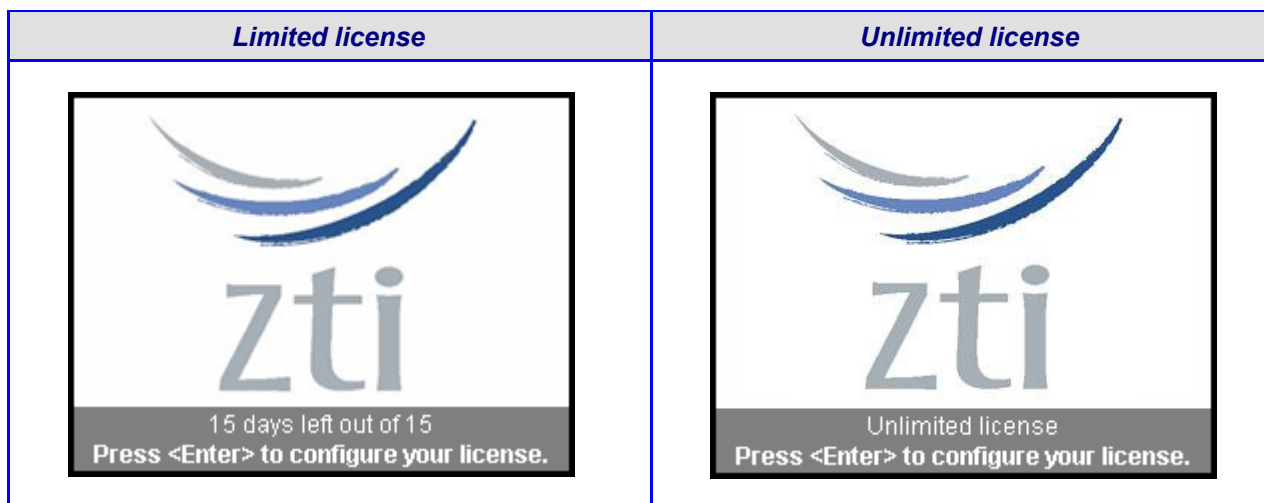 Limited license
Unlimited license
zti
15 days left out of 15
Press <Enter> to configure your license.
zti
Unlimited license
Press <Enter> to configure your license.